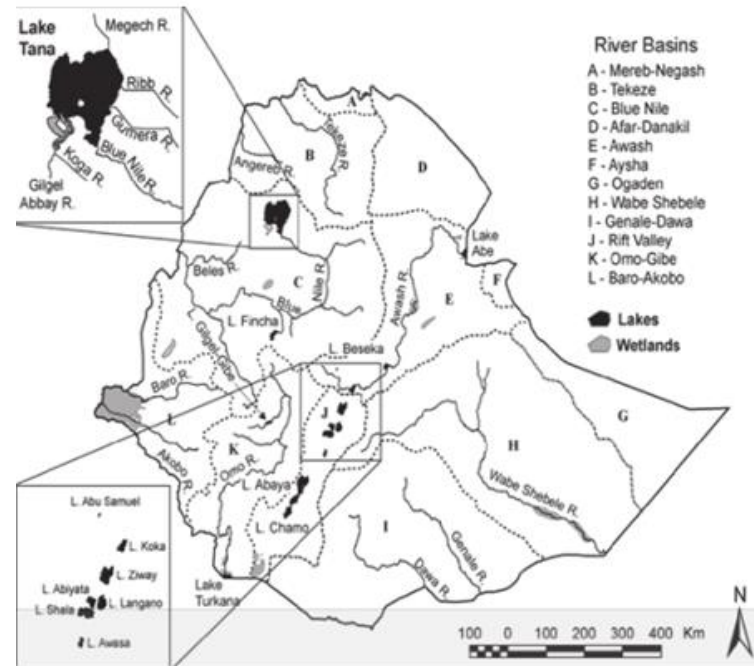 Lake
Tana
Megech R.
Ribb R.
Gumera R.
Blue Nile R.
Koga R.
Gilgel
Abbay R.
River Basins
A - Mereb-Negash
B - Tekeze
C - Blue Nile
D - Afar-Danakil
E - Awash
F - Aysha
G - Ogaden
H - Wabe Shebele
I - Genale-Dawa
J - Rift Valley
K - Omo-Gibe
L - Baro-Akobo
Lakes
Wetlands
A
B
Tekeze R.
Angereb R.
D
Lake
Abe
Beles R.
C
Blue
Nile R.
Awash R.
E
F
L. Fincha
L. Beseka
Gilgel-Gibe
Baro R.
L
J
G
K
H
Akobo R.
Omo R.
L. Abaya
Wabe Shebele R.
L. Chamo
I
Genale R.
Dawa R.
Lake
Turkana
L. Abu Samuel
L. Koka
L. Ziway
L. Abiyata
L. Shala
L. Langano
L. Awasa
N
100 0 100 200 300 400 Km